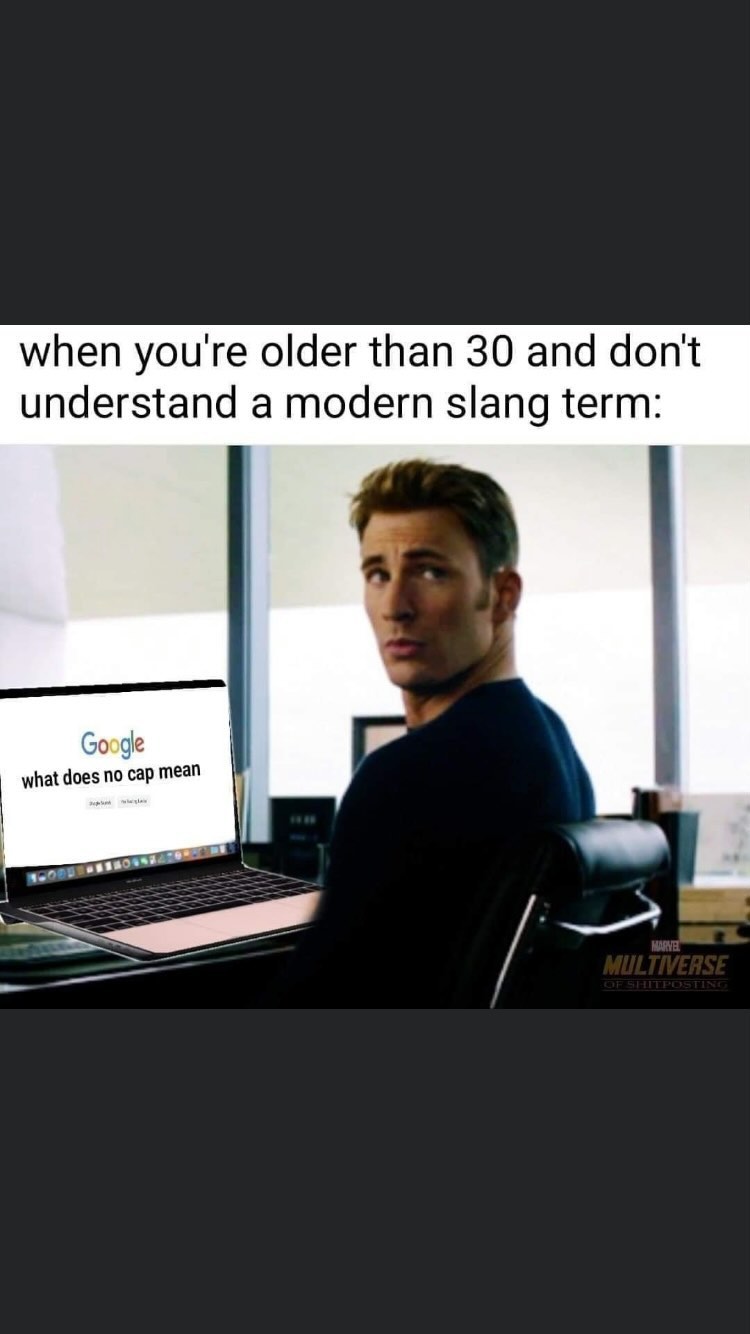 when you're older than 30 and don't
understand a modern slang term:
Google
what does no cap mean
MARVEL
MULTIVERSE
OF SHITPOSTING